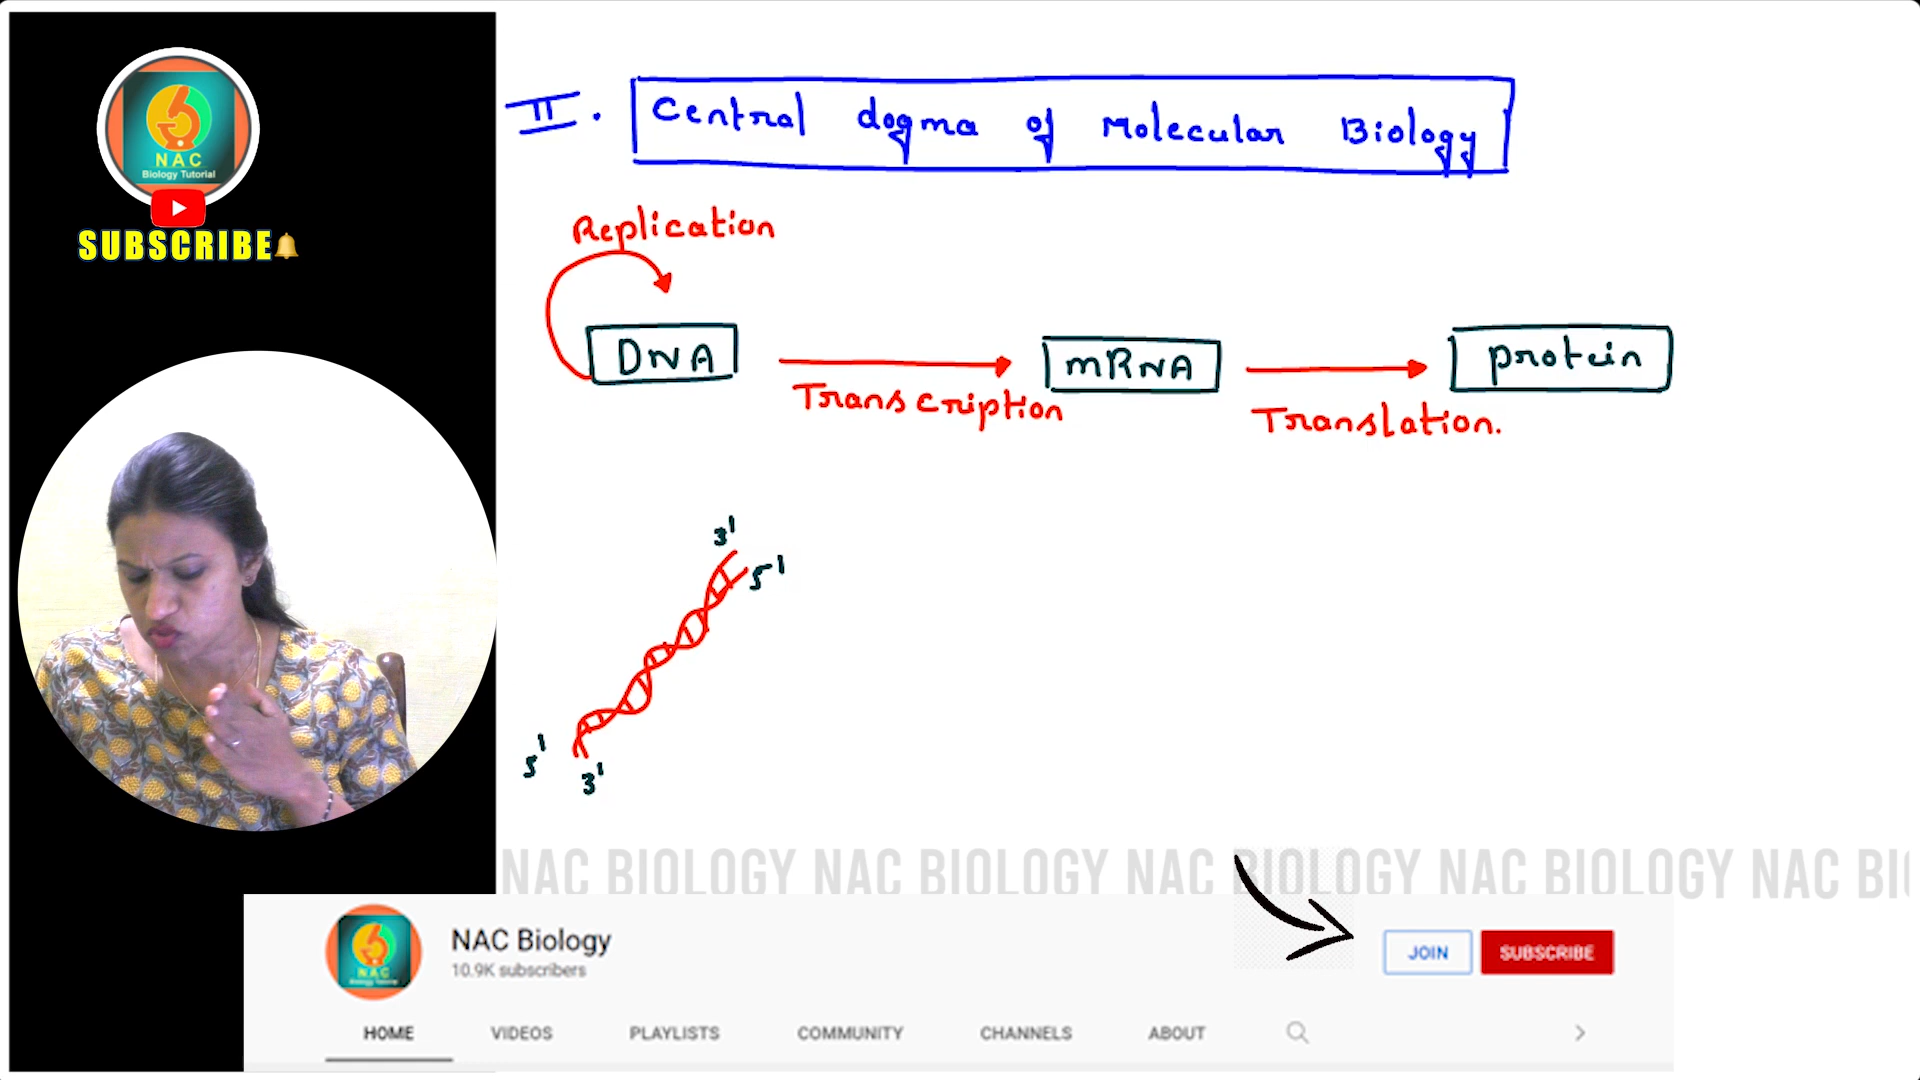 NAC
Biology Tutorial
SUBSCRIBE
II. Central dogma of Molecular Biology
Replication
DNA
Transcription
mRNA
Translation.
protein
3'
5'
5'
3'
NAC BIOLOGY NAC BIOLOGY NAC BIOLOGY NAC BIOLOGY NAC BI
NAC
NAC Biology
10.9K subscribers
JOIN
SUBSCRIBE
HOME VIDEOS PLAYLISTS COMMUNITY CHANNELS ABOUT